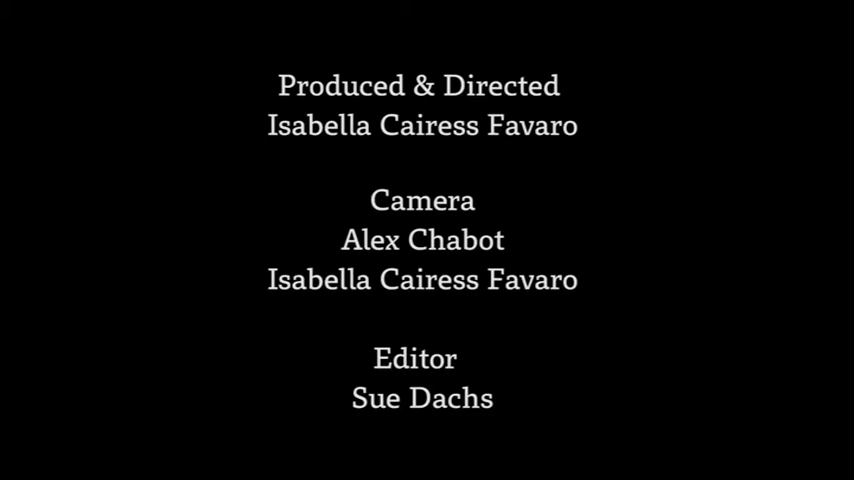 Produced & Directed
Isabella Cairess Favaro
Camera
Alex Chabot
Isabella Cairess Favaro
Editor
Sue Dachs